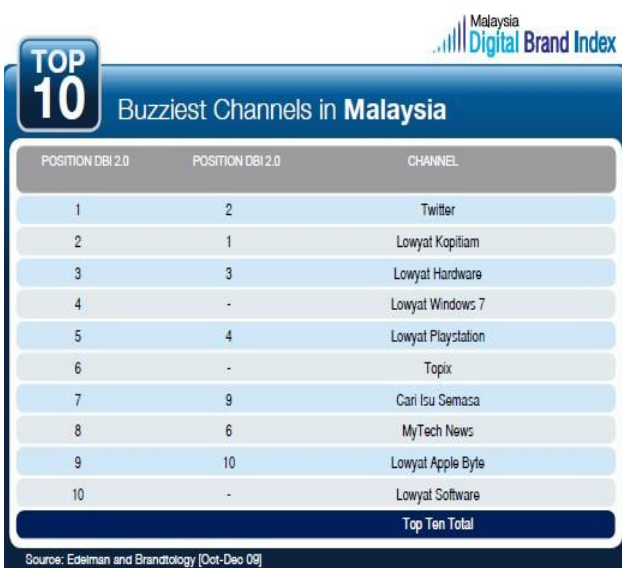 Malaysia
Digital Brand Index
TOP
10
Buzziest Channels in Malaysia
POSITION DBI 2.0 POSITION DBI 2.0 CHANNEL
1 2 Twitter
2 1 Lowyat Kopitiam
3 3 Lowyat Hardware
4 - Lowyat Windows 7
5 4 Lowyat Playstation
6 - Topix
7 9 Cari Isu Semasa
8 6 MyTech News
9 10 Lowyat Apple Byte
10 - Lowyat Software
Top Ten Total
Source: Edelman and Brandtology [Oct-Dec 09]